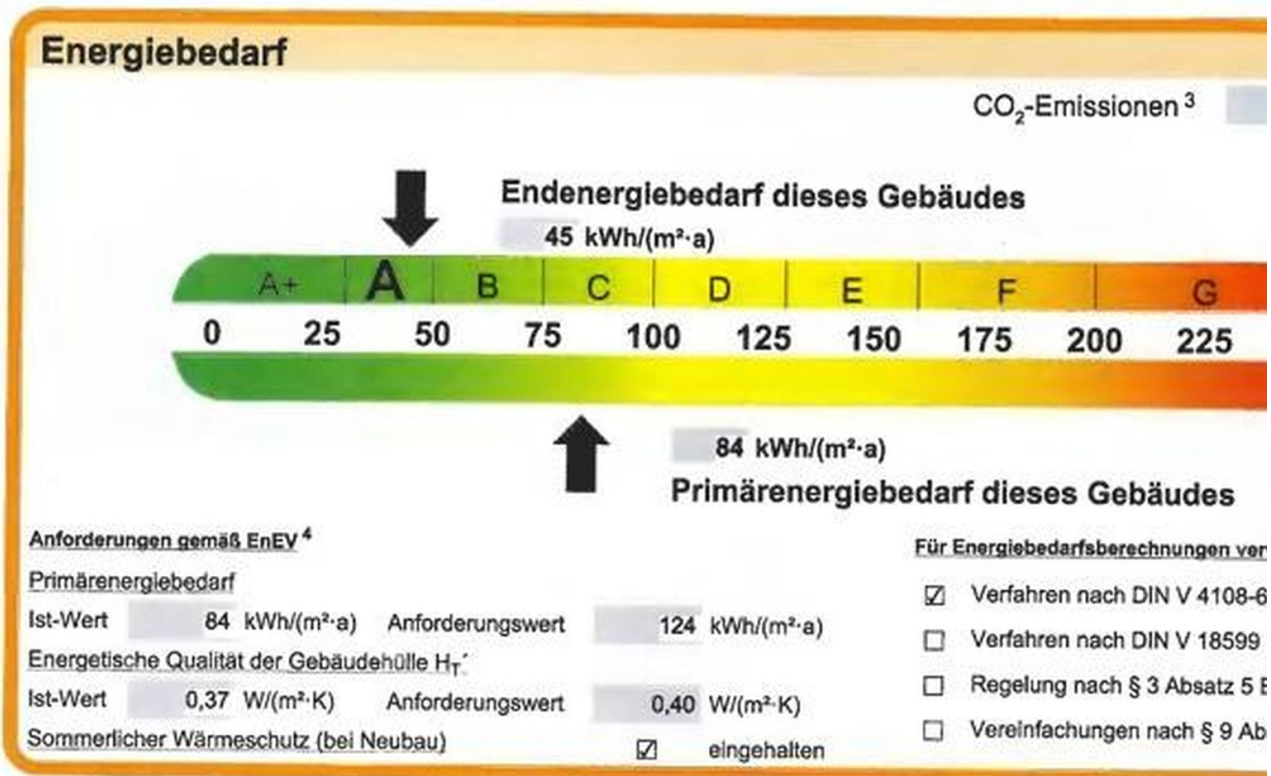 Energiebedarf
CO₂-Emissionen ³
Endenergiebedarf dieses Gebäudes
45 kWh/(m²·a)
A+ A B C D E F G
0 25 50 75 100 125 150 175 200 225
84 kWh/(m²·a)
Primärenergiebedarf dieses Gebäudes
Anforderungen gemäß EnEV ⁴
Primärenergiebedarf
Ist-Wert 84 kWh/(m²·a) Anforderungswert 124 kWh/(m²·a)
Energetische Qualität der Gebäudehülle H_T´
Ist-Wert 0,37 W/(m²·K) Anforderungswert 0,40 W/(m²·K)
Sommerlicher Wärmeschutz (bei Neubau) ☑ eingehalten
Für Energiebedarfsberechnungen ver
☑ Verfahren nach DIN V 4108-6
☐ Verfahren nach DIN V 18599
☐ Regelung nach § 3 Absatz 5 E
☐ Vereinfachungen nach § 9 Ab